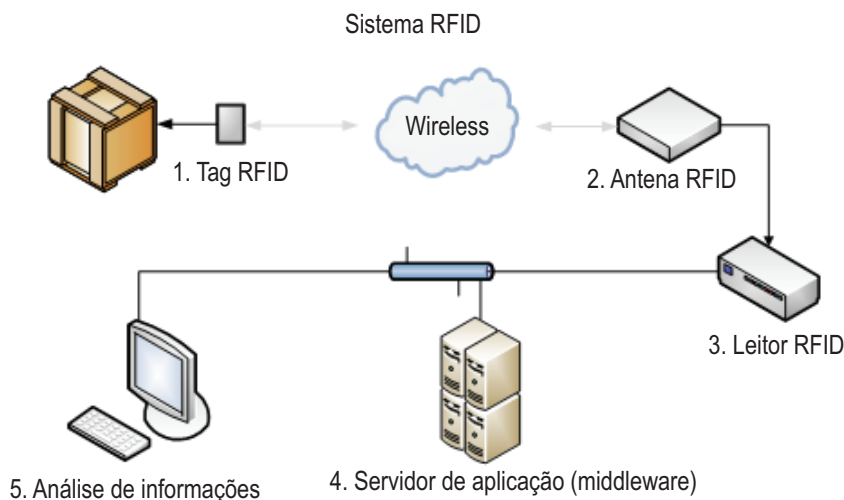 Sistema RFID
Wireless
1. Tag RFID
2. Antena RFID
3. Leitor RFID
4. Servidor de aplicação (middleware)
5. Análise de informações